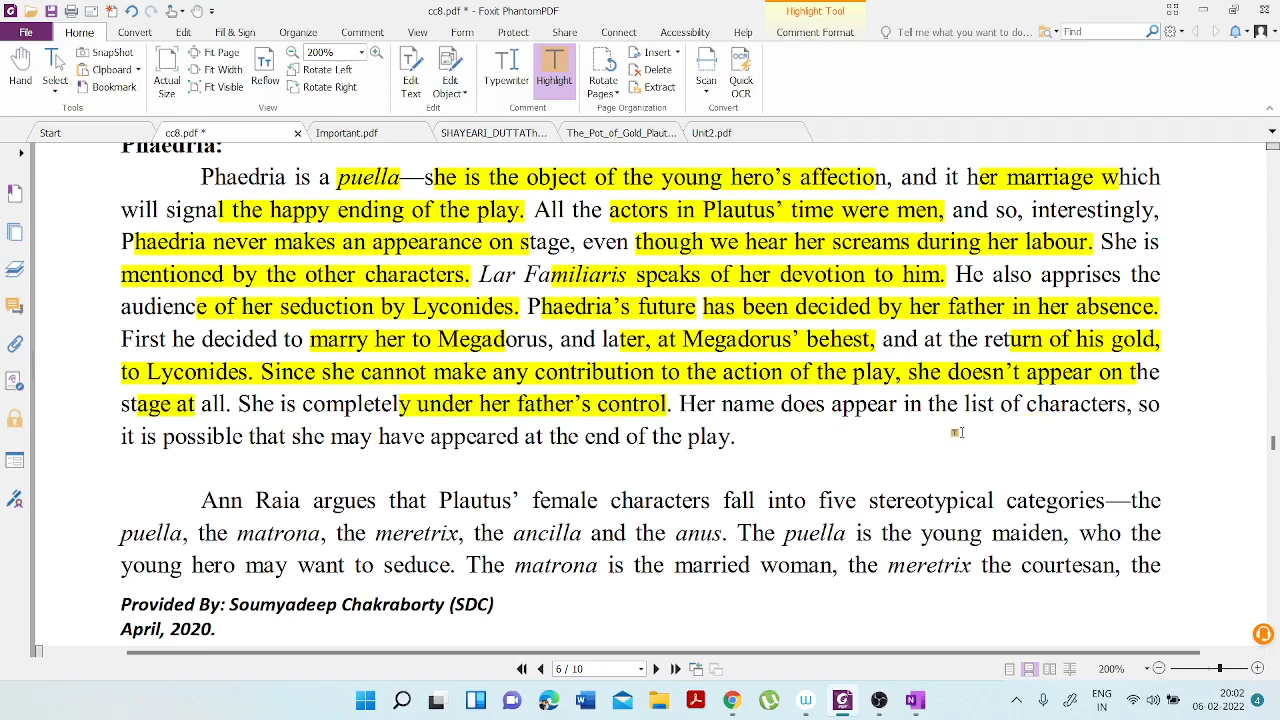 cc8.pdf * - Foxit PhantomPDF
Highlight Tool
File Home Convert Edit Fill & Sign Organize Comment View Form Protect Share Connect Accessibility Help Comment Format Tell me what you want to do... Find
Hand Select SnapShot Clipboard Bookmark Actual Size Fit Page Fit Width Fit Visible Reflow 200% Rotate Left Rotate Right Edit Text Edit Object Typewriter Highlight Rotate Pages Insert Delete Extract Scan Quick OCR
Tools View Edit Comment Page Organization Convert
Start cc8.pdf * Important.pdf SHAYEARI_DUTTATh... The_Pot_of_Gold_Plaut... Unit2.pdf
Phaedria:
Phaedria is a puella—she is the object of the young hero’s affection, and it her marriage which
will signal the happy ending of the play. All the actors in Plautus’ time were men, and so, interestingly,
Phaedria never makes an appearance on stage, even though we hear her screams during her labour. She is
mentioned by the other characters. Lar Familiaris speaks of her devotion to him. He also apprises the
audience of her seduction by Lyconides. Phaedria’s future has been decided by her father in her absence.
First he decided to marry her to Megadorus, and later, at Megadorus’ behest, and at the return of his gold,
to Lyconides. Since she cannot make any contribution to the action of the play, she doesn’t appear on the
stage at all. She is completely under her father’s control. Her name does appear in the list of characters, so
it is possible that she may have appeared at the end of the play.
Ann Raia argues that Plautus’ female characters fall into five stereotypical categories—the
puella, the matrona, the meretrix, the ancilla and the anus. The puella is the young maiden, who the
young hero may want to seduce. The matrona is the married woman, the meretrix the courtesan, the
Provided By: Soumyadeep Chakraborty (SDC)
April, 2020.
6 / 10 200%
ENG 20:02
IN 06-02-2022 4